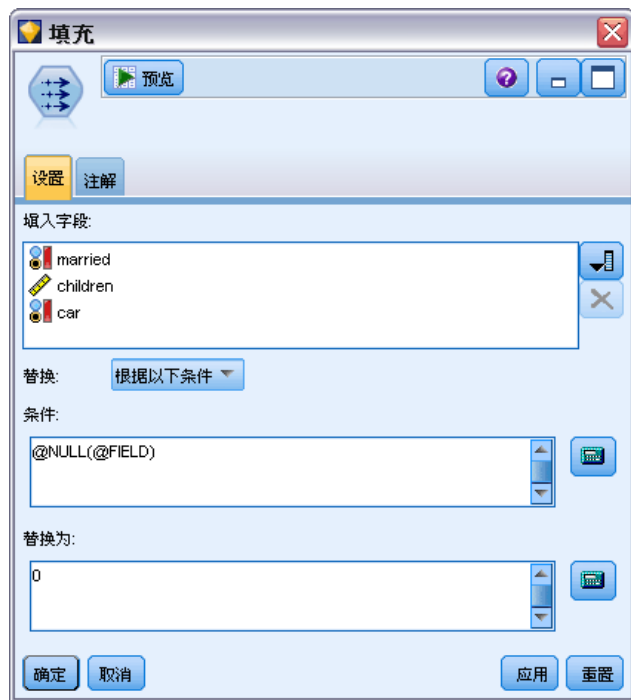 填充
预览
设置 注解
填入字段:
married
children
car
替换: 根据以下条件
条件:
@NULL(@FIELD)
替换为:
0
确定 取消 应用 重置